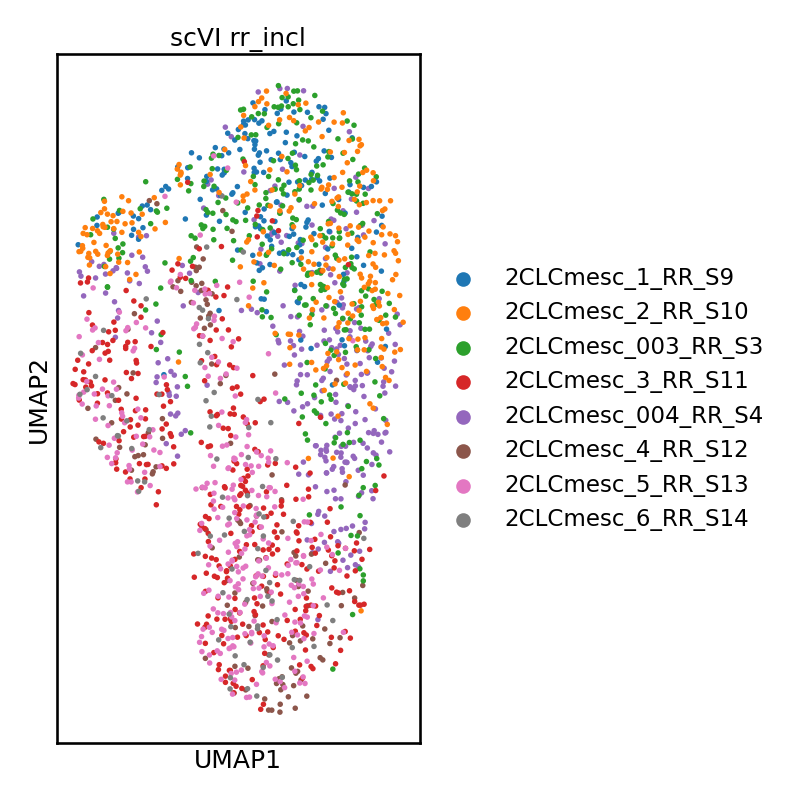 scVI rr_incl
UMAP2
UMAP1
2CLCmesc_1_RR_S9
2CLCmesc_2_RR_S10
2CLCmesc_003_RR_S3
2CLCmesc_3_RR_S11
2CLCmesc_004_RR_S4
2CLCmesc_4_RR_S12
2CLCmesc_5_RR_S13
2CLCmesc_6_RR_S14